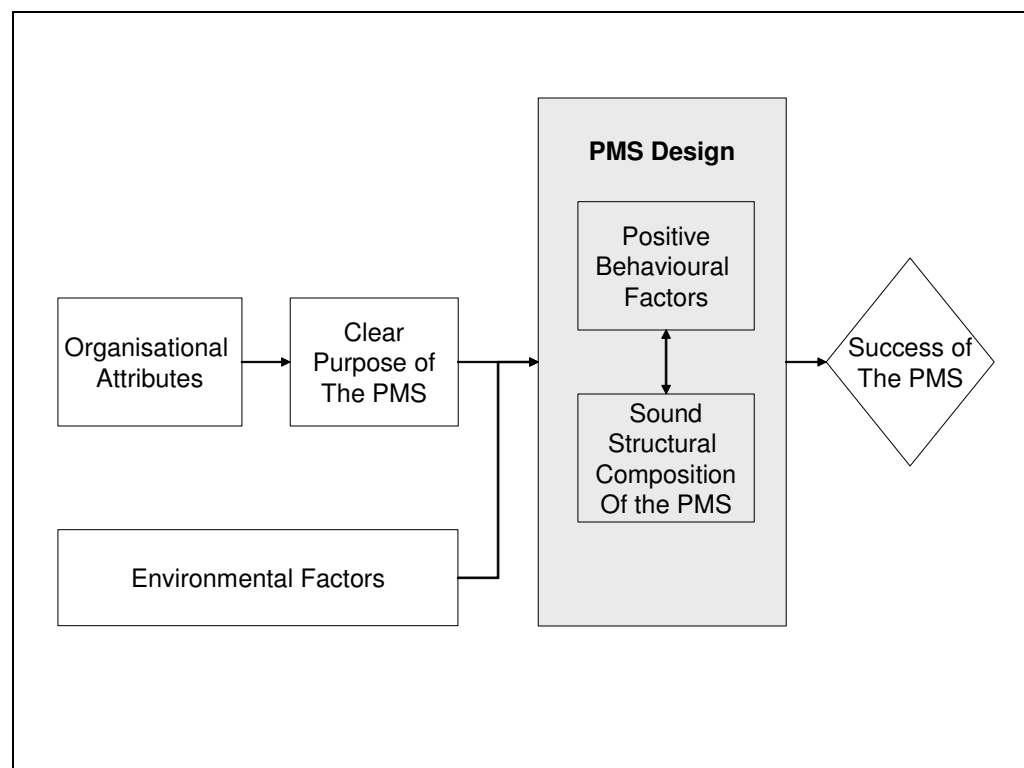 PMS Design
Positive
Behavioural
Factors
Organisational
Attributes
Clear
Purpose of
The PMS
Success of
The PMS
Sound
Structural
Composition
Of the PMS
Environmental Factors